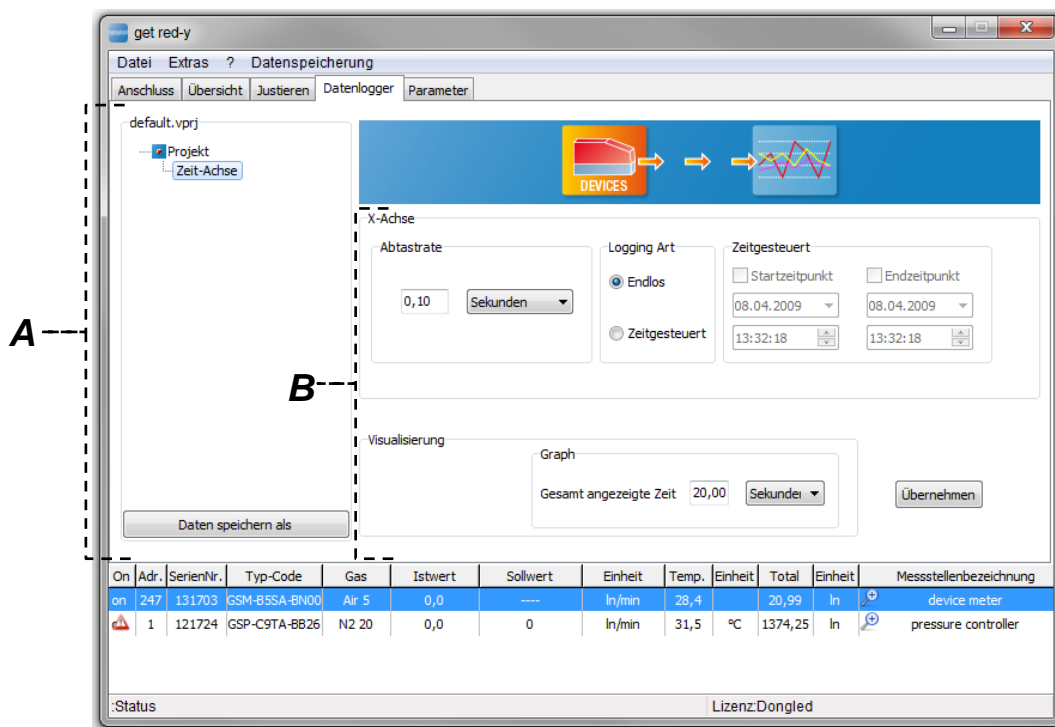 get red-y
Datei Extras ? Datenspeicherung
Anschluss Übersicht Justieren Datenlogger Parameter
default.vprj
Projekt
Zeit-Achse
Daten speichern als
A
DEVICES
X-Achse
Abtastrate
0,10 Sekunden
Logging Art
Endlos
Zeitgesteuert
Zeitgesteuert
Startzeitpunkt Endzeitpunkt
08.04.2009 08.04.2009
13:32:18 13:32:18
B
Visualisierung
Graph
Gesamt angezeigte Zeit 20,00 Sekunden
Übernehmen
On Adr. SerienNr. Typ-Code Gas Istwert Sollwert Einheit Temp. Einheit Total Einheit Messstellenbezeichnung
on 247 131703 GSM-B5SA-BN00 Air 5 0,0 ---- ln/min 28,4 20,99 ln device meter
1 121724 GSP-C9TA-BB26 N2 20 0,0 0 ln/min 31,5 °C 1374,25 ln pressure controller
:Status Lizenz:Dongled